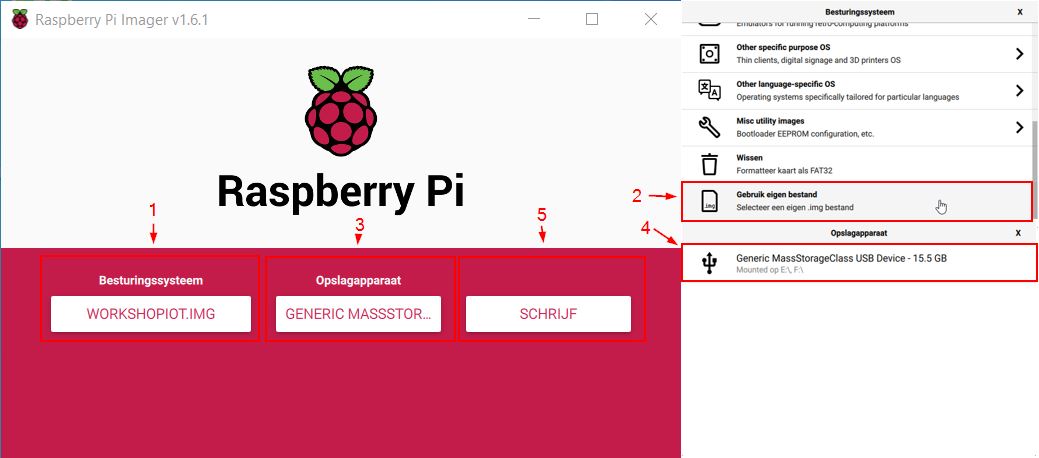 Raspberry Pi Imager v1.6.1
Raspberry Pi
1
3
5
Besturingssysteem
WORKSHOPIOT.IMG
Opslagapparaat
GENERIC MASSSTOR...
SCHRIJF
Besturingssysteem
x
Emulators for running retro-computing platforms
Other specific purpose OS
Thin clients, digital signage and 3D printers OS
Other language-specific OS
Operating systems specifically tailored for particular languages
Misc utility images
Bootloader EEPROM configuration, etc.
Wissen
Formatteer kaart als FAT32
2
.img
Gebruik eigen bestand
Selecteer een eigen .img bestand
4
Opslagapparaat
x
Generic MassStorageClass USB Device - 15.5 GB
Mounted op E:\, F:\